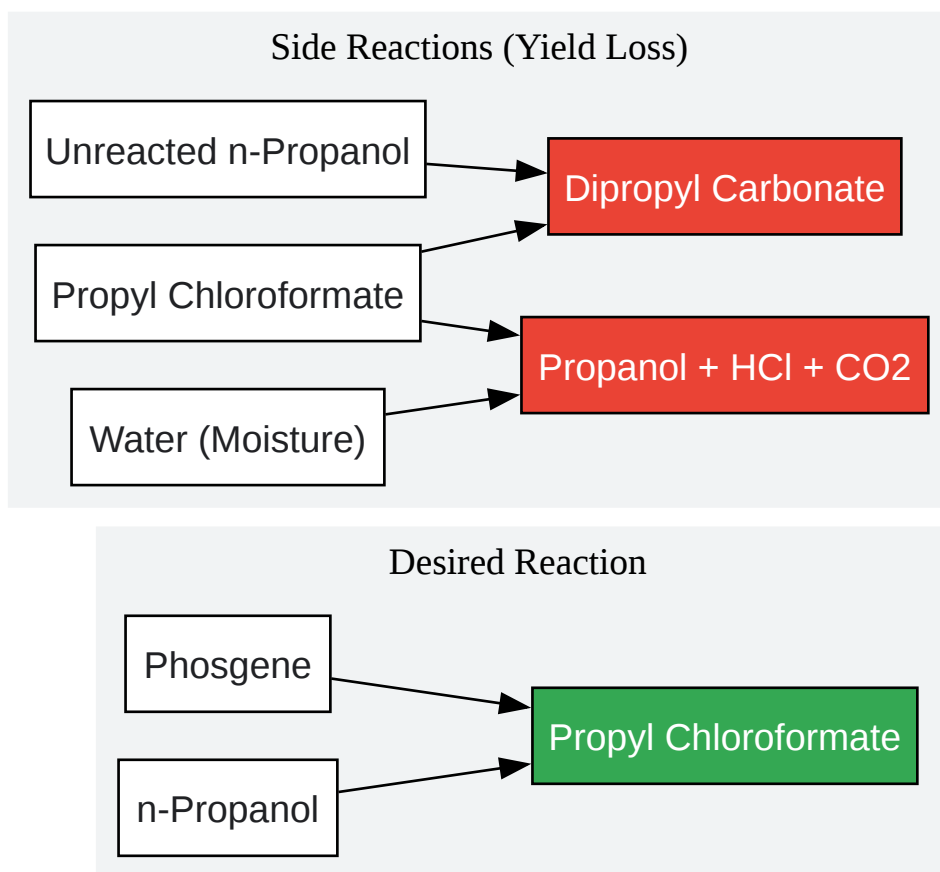 Side Reactions (Yield Loss)
Unreacted n-Propanol
Dipropyl Carbonate
Propyl Chloroformate
Propanol + HCl + CO2
Water (Moisture)
Desired Reaction
Phosgene
Propyl Chloroformate
n-Propanol